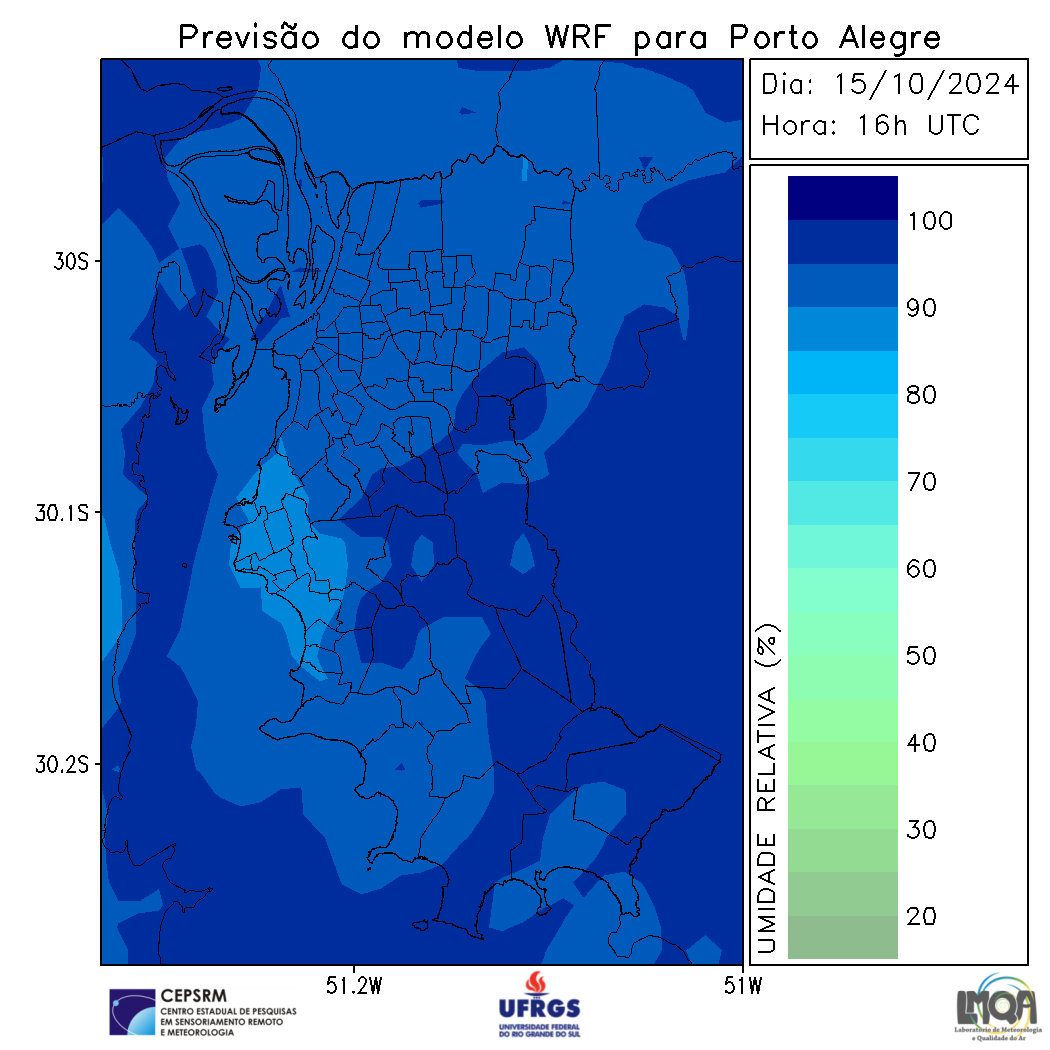 Previsão do modelo WRF para Porto Alegre
Dia: 15/10/2024
Hora: 16h UTC
100
90
80
70
60
50
40
30
20
UMIDADE RELATIVA (%)
30S
30.1S
30.2S
51.2W
51W
CEPSRM
CENTRO ESTADUAL DE PESQUISAS
EM SENSORIAMENTO REMOTO
E METEOROLOGIA
UFRGS
UNIVERSIDADE FEDERAL
DO RIO GRANDE DO SUL
LMQA
Laboratório de Meteorologia
e Qualidade do Ar